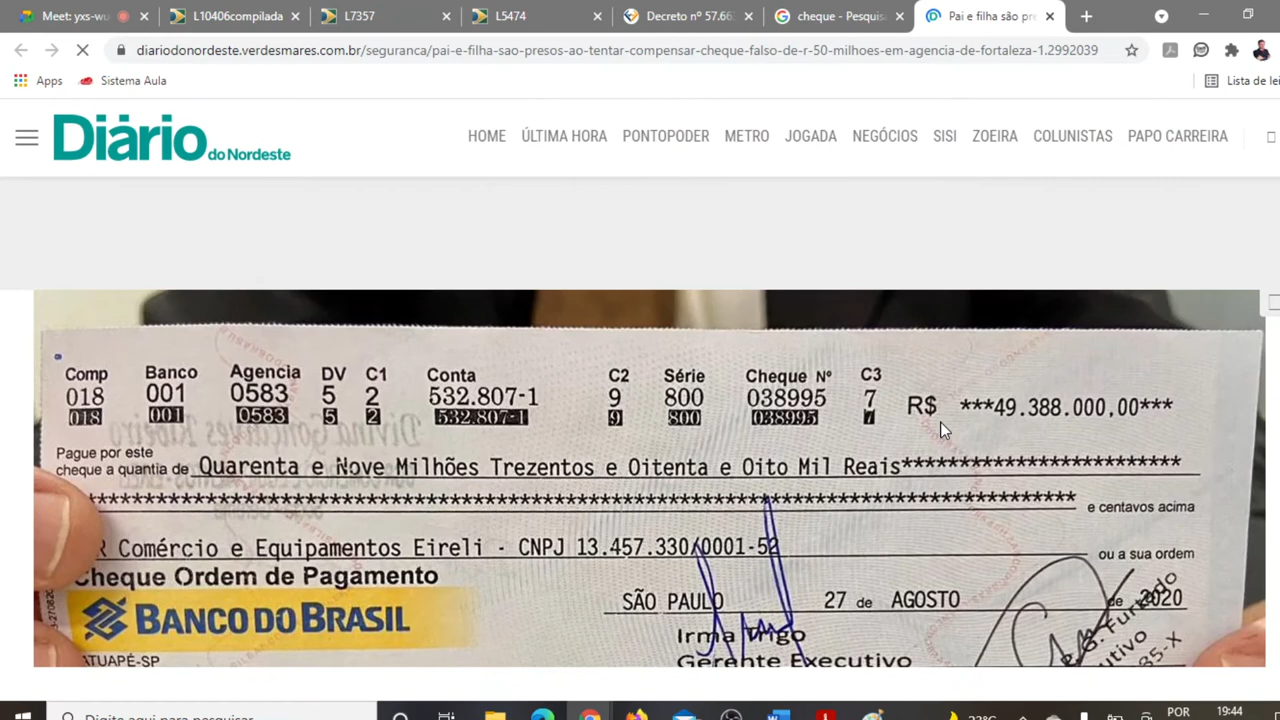 Meet: yxs-wu
L10406compilada
L7357
L5474
Decreto nº 57.66
cheque - Pesquis
Pai e filha são pre
diariodonordeste.verdesmares.com.br/seguranca/pai-e-filha-sao-presos-ao-tentar-compensar-cheque-falso-de-r-50-milhoes-em-agencia-de-fortaleza-1.2992039
Apps Sistema Aula Lista de lei
Diário do Nordeste
HOME ÚLTIMA HORA PONTOPODER METRO JOGADA NEGÓCIOS SISI ZOEIRA COLUNISTAS PAPO CARREIRA
Comp Banco Agencia DV C1 Conta C2 Série Cheque Nº C3
018 001 0583 5 2 532.807-1 9 800 038995 7 R$ ***49.388.000,00***
018 001 0583 5 2 532.807-1 9 800 038995 7
Pague por este
cheque a quantia de Quarenta e Nove Milhões Trezentos e Oitenta e Oito Mil Reais*************************
e centavos acima
R Comércio e Equipamentos Eireli - CNPJ 13.457.330/0001-52 ou a sua ordem
Cheque Ordem de Pagamento
BANCO DO BRASIL
SÃO PAULO 27 de AGOSTO de 2020
Irma Trigo
Gerente Executivo
TATUAPÉ-SP
Furtado
85-X
Digite aqui para pesquisar
POR 19:44